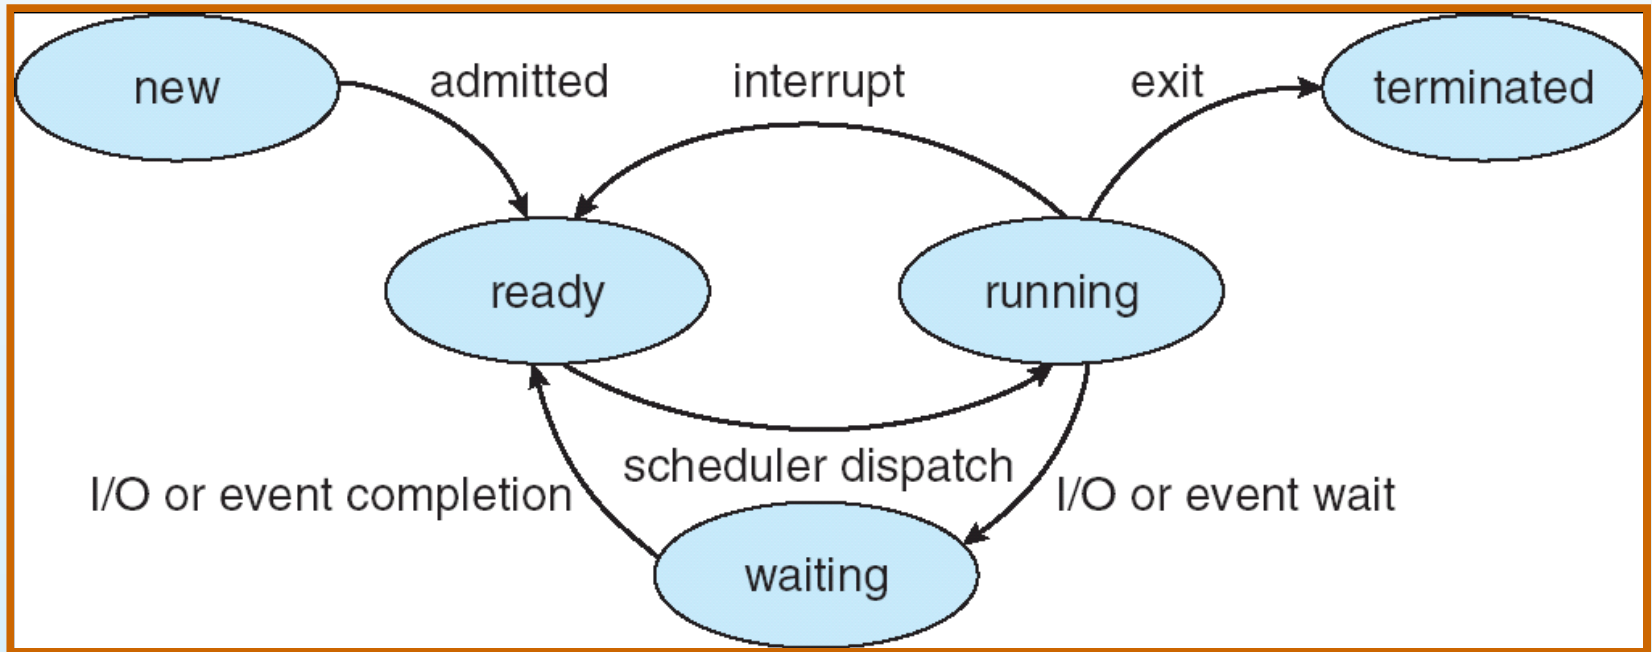 new
admitted
interrupt
exit
terminated
ready
running
scheduler dispatch
I/O or event completion
I/O or event wait
waiting